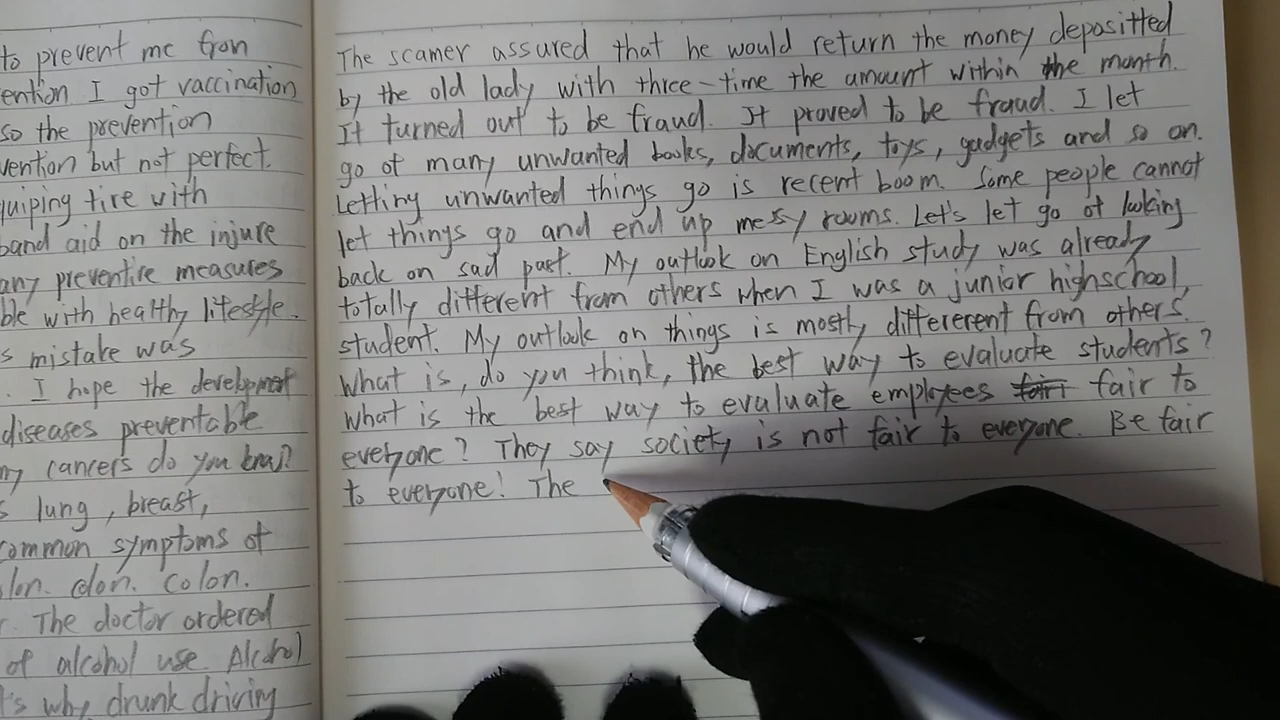 to prevent me from
ention I got vaccination
so the prevention
vention but not perfect.
quiping tire with
band aid on the injure
any preventive measures
ble with healthy lifestyle.
s mistake was
. I hope the development
diseases preventable
ny cancers do you know?
s lung, breast,
common symptoms of
lon. clon. colon.
r. The doctor ordered
of alcohol use. Alcohol
t's why drunk driving
The scamer assured that he would return the money depositted
by the old lady with three-time the amount within the month.
It turned out to be fraud. It proved to be fraud. I let
go of many unwanted books, documents, toys, gadgets and so on.
Letting unwanted things go is recent boom. Some people cannot
let things go and end up messy rooms. Let's let go of looking
back on sad past. My outlook on English study was already
totally different from others when I was a junior highschool,
student. My outlook on things is mostly differerent from others.
What is, do you think, the best way to evaluate students?
What is the best way to evaluate employees fair to
everyone? They say society is not fair to everyone. Be fair
to everyone! The